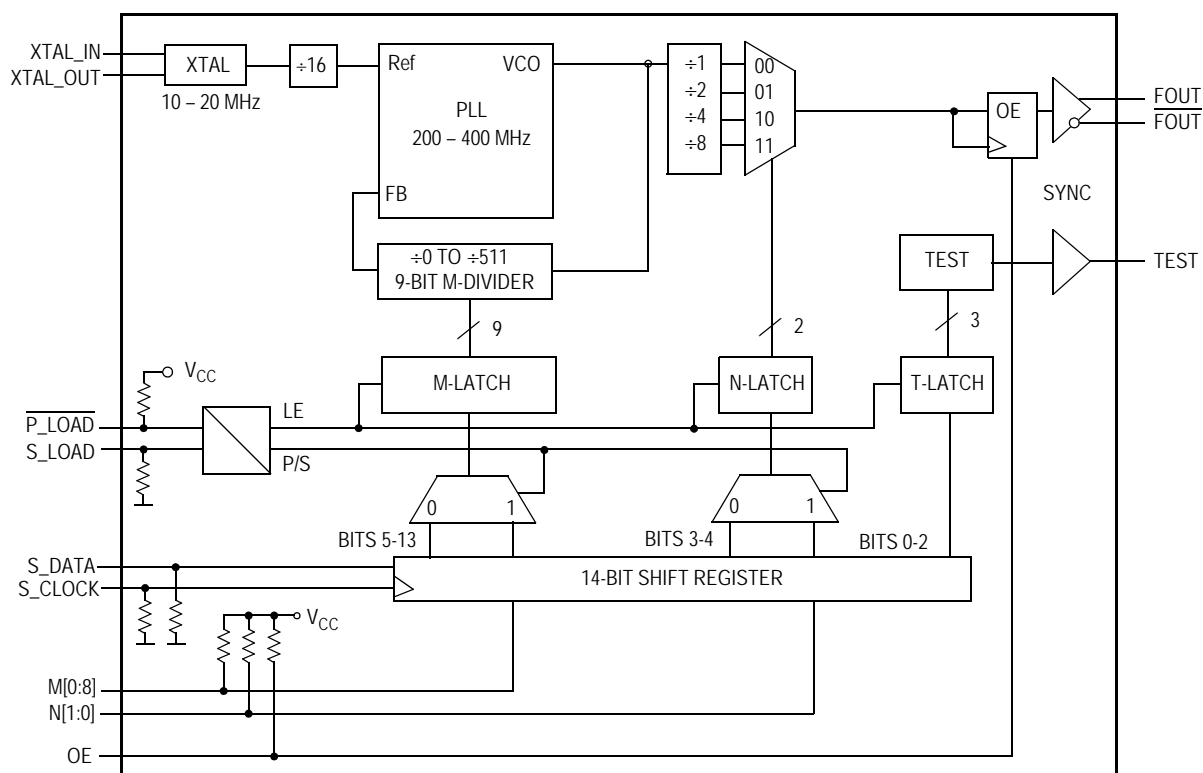 XTAL_IN
XTAL_OUT
XTAL
10 – 20 MHz
÷16
Ref
VCO
PLL
200 – 400 MHz
FB
÷1
÷2
÷4
÷8
00
01
10
11
OE
FOUT
FOUT
SYNC
÷0 TO ÷511
9-BIT M-DIVIDER
TEST
TEST
9
2
3
VCC
M-LATCH
N-LATCH
T-LATCH
P_LOAD
S_LOAD
LE
P/S
0
1
0
1
BITS 5-13
BITS 3-4
BITS 0-2
S_DATA
S_CLOCK
14-BIT SHIFT REGISTER
VCC
M[0:8]
N[1:0]
OE